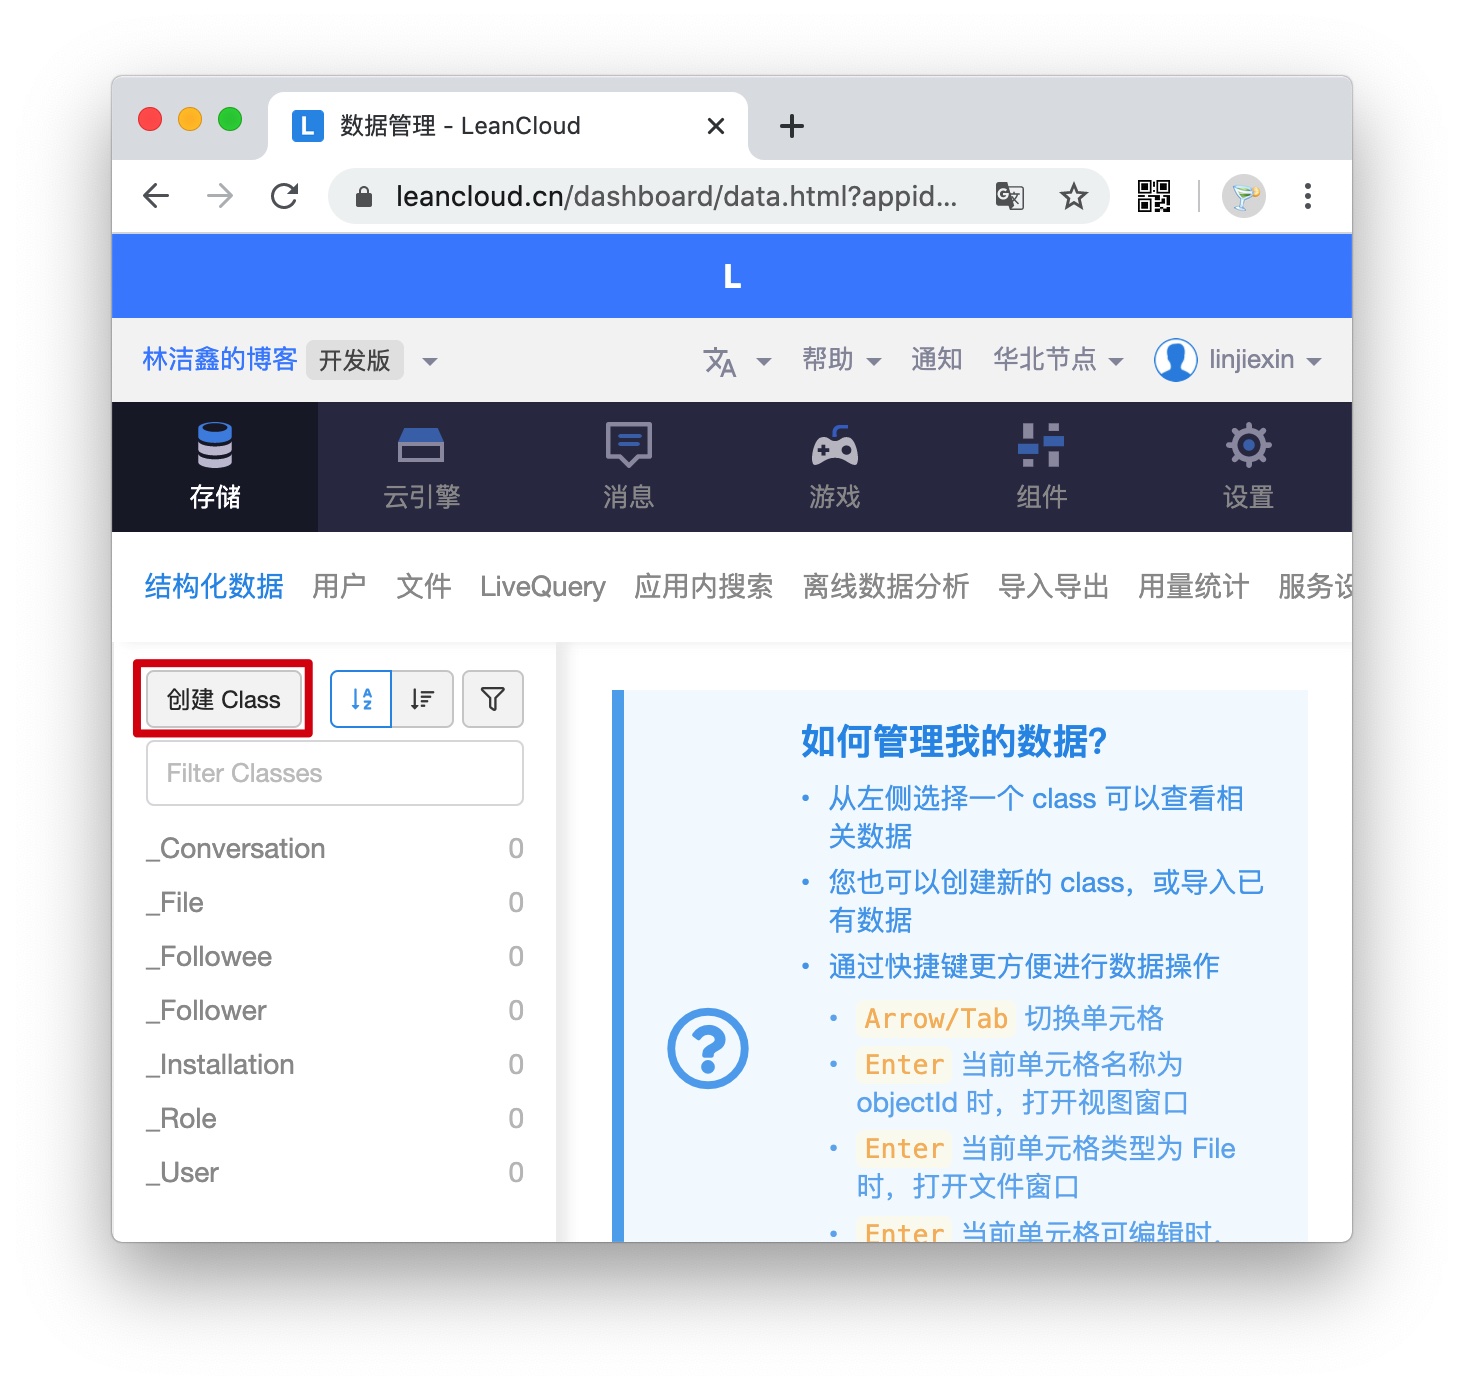 L 数据管理 - LeanCloud
leancloud.cn/dashboard/data.html?appid...
L
林洁鑫的博客 开发版 帮助 通知 华北节点 linjiexin
存储 云引擎 消息 游戏 组件 设置
结构化数据 用户 文件 LiveQuery 应用内搜索 离线数据分析 导入导出 用量统计 服务设
创建 Class
Filter Classes
_Conversation 0
_File 0
_Followee 0
_Follower 0
_Installation 0
_Role 0
_User 0
如何管理我的数据?
• 从左侧选择一个 class 可以查看相
关数据
• 您也可以创建新的 class，或导入已
有数据
• 通过快捷键更方便进行数据操作
• Arrow/Tab 切换单元格
• Enter 当前单元格名称为
objectId 时，打开视图窗口
• Enter 当前单元格类型为 File
时，打开文件窗口
• Enter 当前单元格可编辑时，